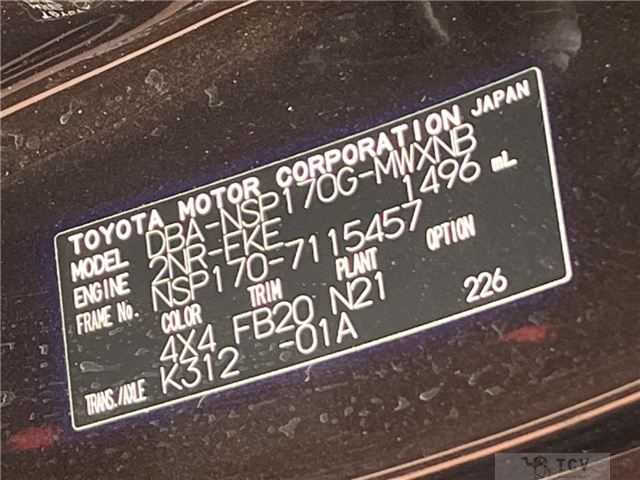 TOYOTA MOTOR CORPORATION JAPAN
MODEL DBA-NSP170G-MWXNB
ENGINE 2NR-FKE 1496 mL
FRAME No. NSP170-7115457
COLOR TRIM PLANT OPTION
4X4 FB20 N21
TRANS./AXLE K312 -01A 226
TCV